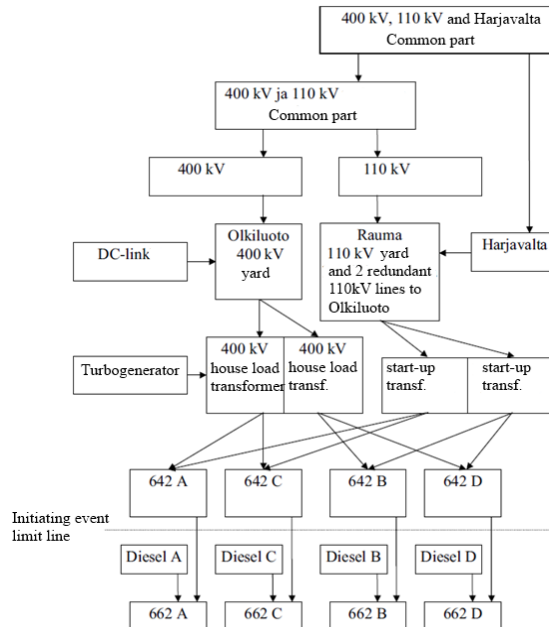 400 kV, 110 kV and Harjavalta
Common part
400 kV ja 110 kV
Common part
400 kV
110 kV
Olkiluoto
400 kV
yard
Rauma
110 kV yard
and 2 redundant
110kV lines to
Olkiluoto
Harjavalta
DC-link
Turbogenerator
400 kV
house load
transformer
400 kV
house load
transf.
start-up
transf.
start-up
transf.
642 A
642 C
642 B
642 D
Initiating event
limit line
Diesel A
Diesel C
Diesel B
Diesel D
662 A
662 C
662 B
662 D